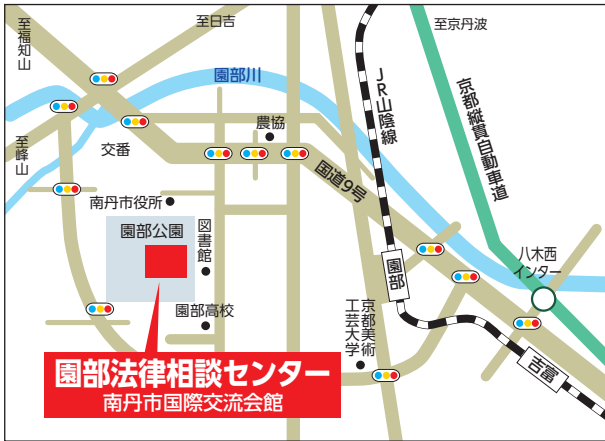 至福知山
至日吉
至京丹波
園部川
JR山陰線
京都縦貫自動車道
農協
交番
至峰山
国道9号
南丹市役所
園部公園
図書館
八木西
インター
園部
園部高校
京都美術
工芸大学
吉富
園部法律相談センター
南丹市国際交流会館